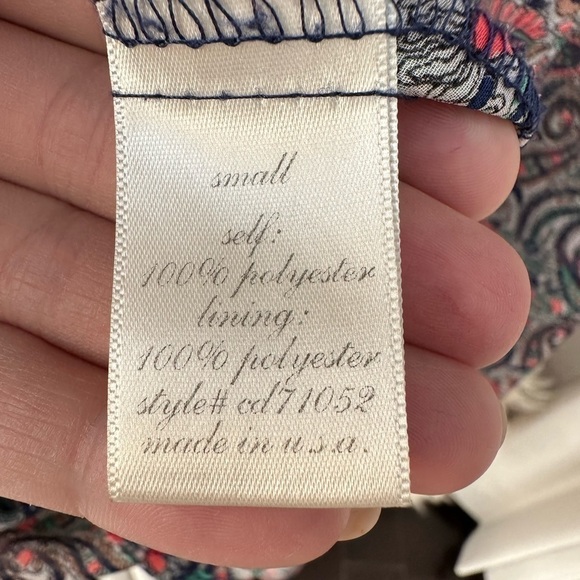 small
self:
100% polyester
lining:
100% polyester
style# cd71052
made in u.s.a.